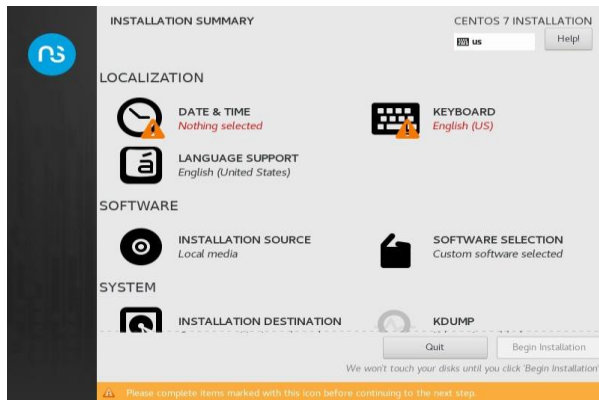 INSTALLATION SUMMARY
CENTOS 7 INSTALLATION
us
Help!
ns
LOCALIZATION
DATE & TIME
Nothing selected
KEYBOARD
English (US)
á
LANGUAGE SUPPORT
English (United States)
SOFTWARE
INSTALLATION SOURCE
Local media
SOFTWARE SELECTION
Custom software selected
SYSTEM
INSTALLATION DESTINATION
KDUMP
Quit
Begin Installation
We won't touch your disks until you click 'Begin Installation'
Please complete items marked with this icon before continuing to the next step.